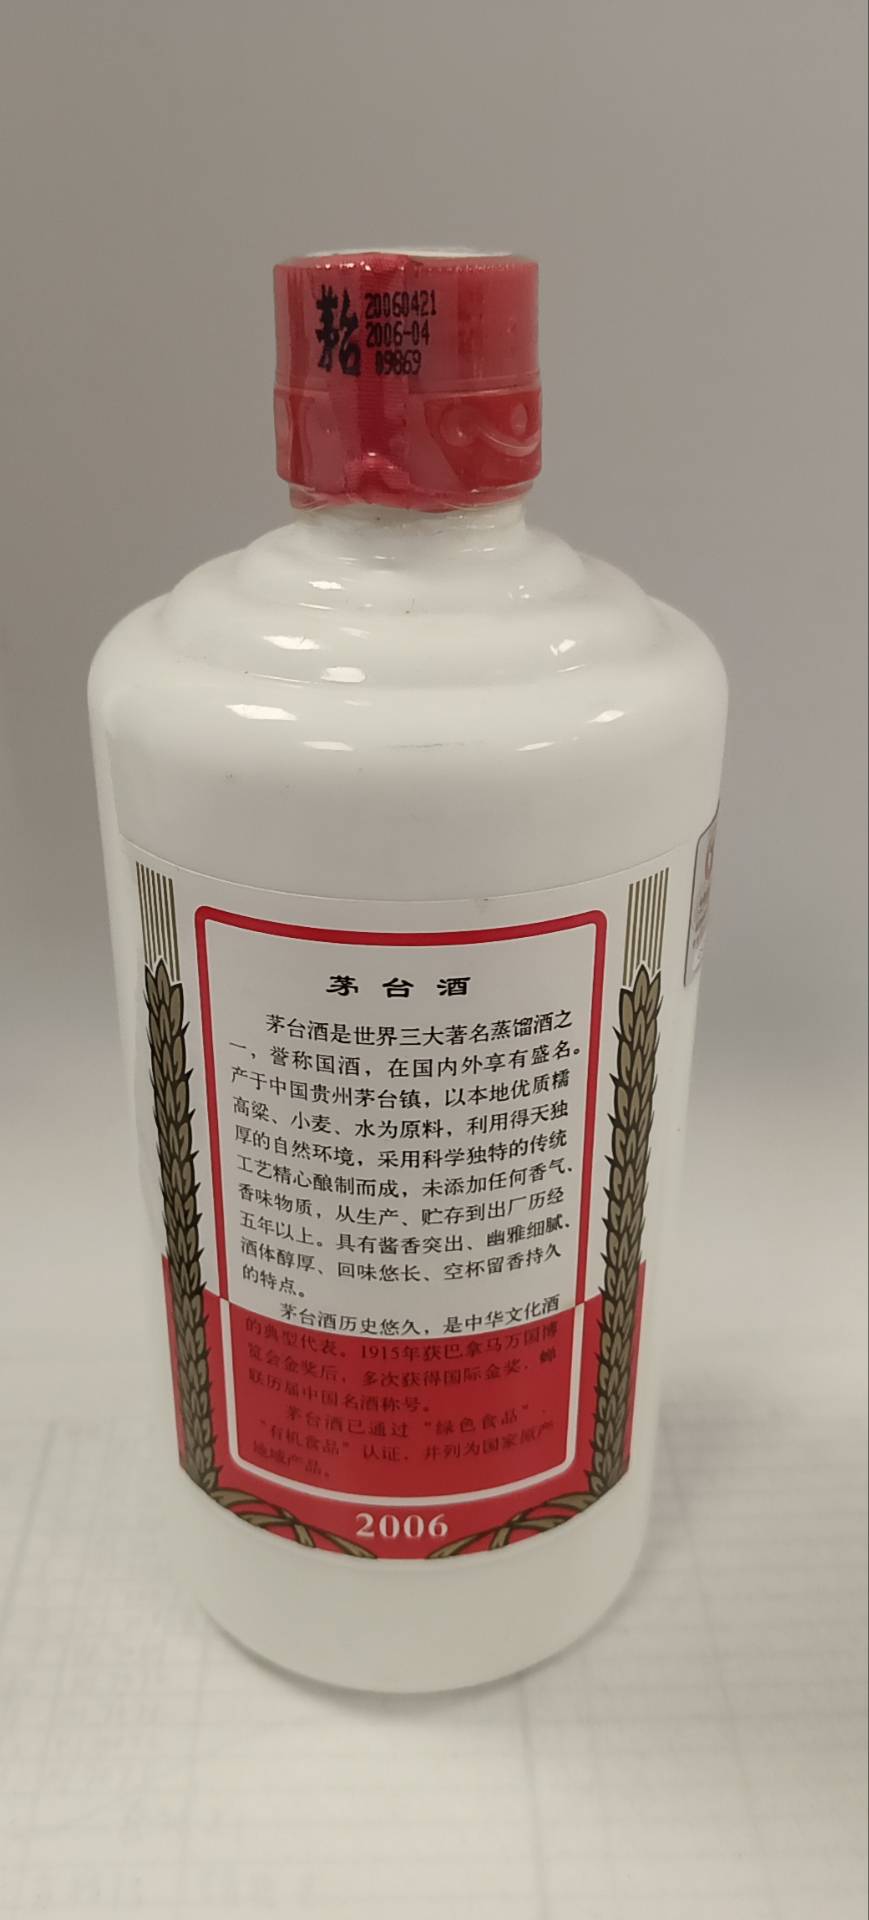 茅台
20060421
2006-04
09869
茅台酒
茅台酒是世界三大著名蒸馏酒之
一，誉称国酒，在国内外享有盛名。
产于中国贵州茅台镇，以本地优质糯
高粱、小麦、水为原料，利用得天独
厚的自然环境，采用科学独特的传统
工艺精心酿制而成，未添加任何香气、
香味物质，从生产、贮存到出厂历经
五年以上。具有酱香突出、幽雅细腻、
酒体醇厚、回味悠长、空杯留香持久
的特点。
茅台酒历史悠久，是中华文化酒
的典型代表。1915年获巴拿马万国博
览会金奖后，多次获得国际金奖，蝉
联历届中国名酒称号。
茅台酒已通过“绿色食品”、
“有机食品”认证，并列为国家原产
地域产品。
2006